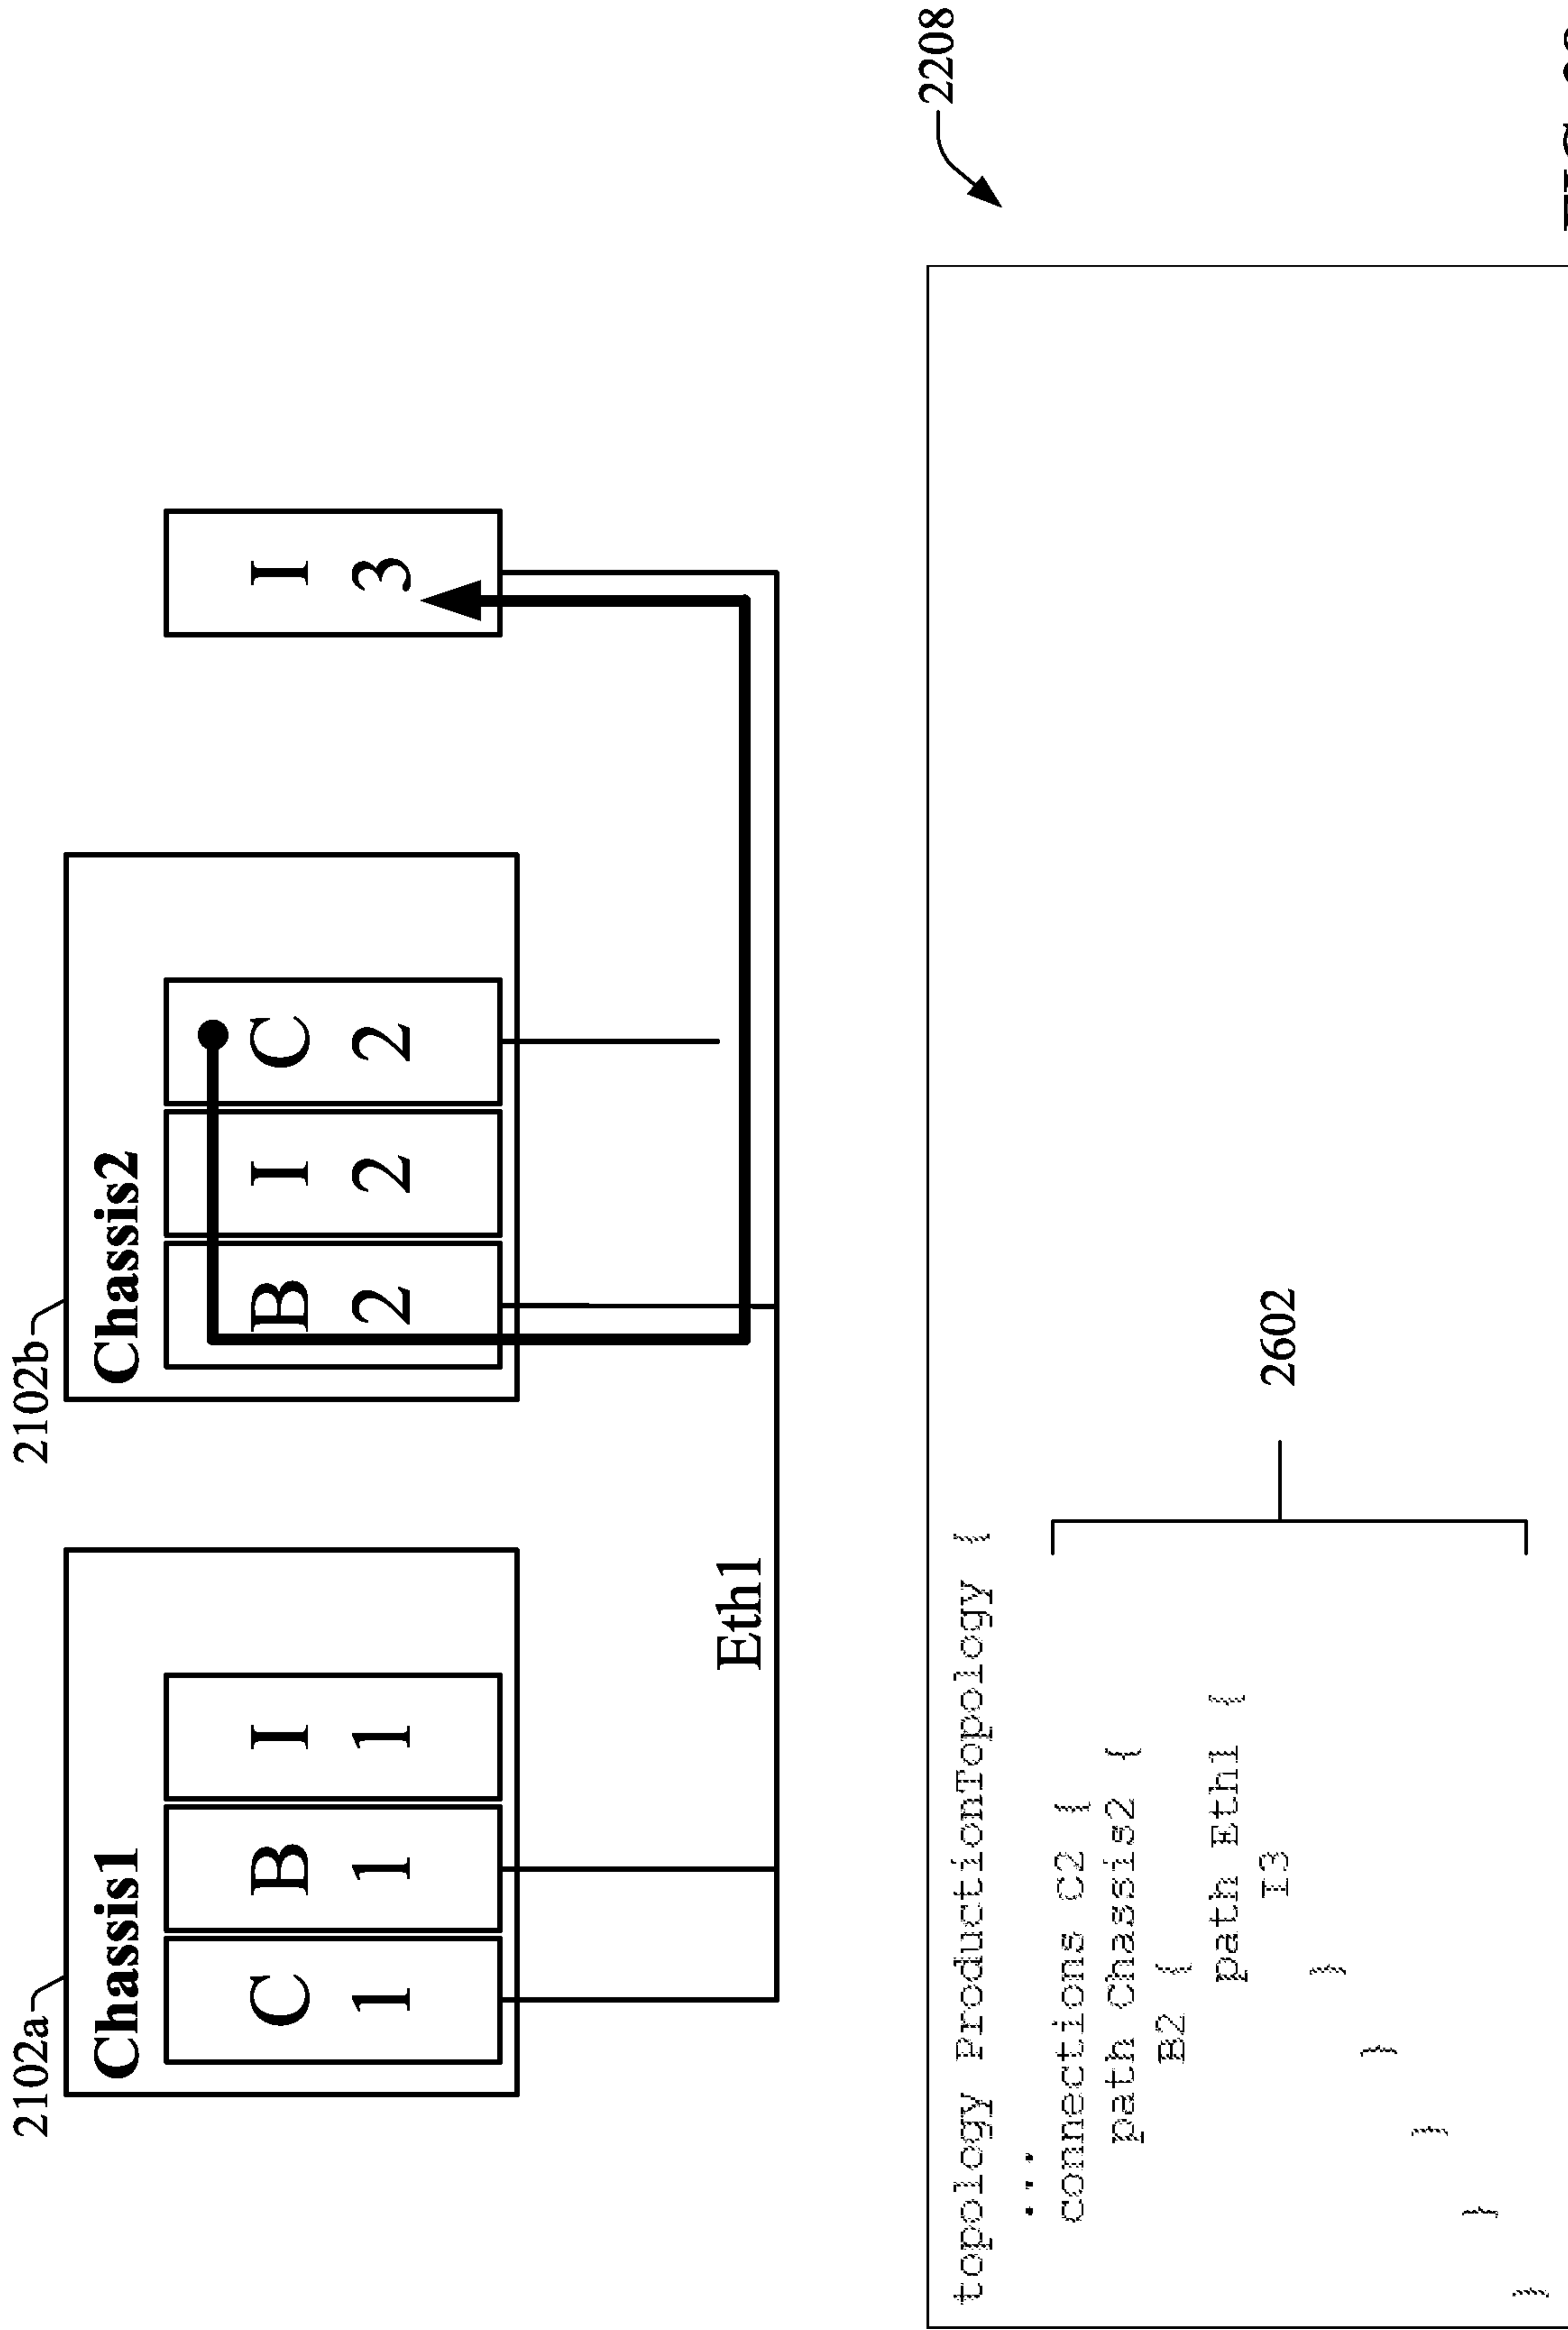 2102a
2102b
Chassis1
Chassis2
C
1
B
1
I
1
B
2
I
2
C
2
I
3
Eth1
2208
topology ProductionTopology {
...
connections C2 {
path Chassis2 {
B2 {
path Eth1 {
I3
}
}
}
}
}
2602